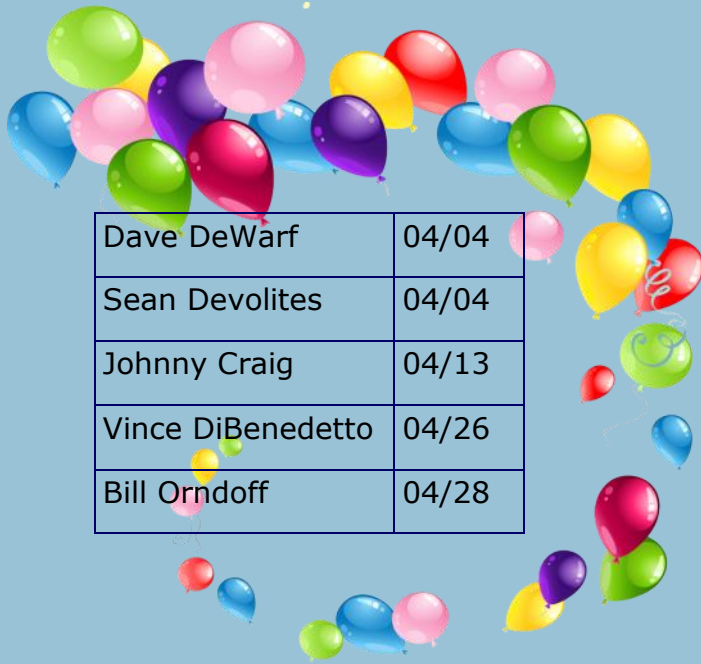 Dave DeWarf 04/04
Sean Devolites 04/04
Johnny Craig 04/13
Vince DiBenedetto 04/26
Bill Orndoff 04/28